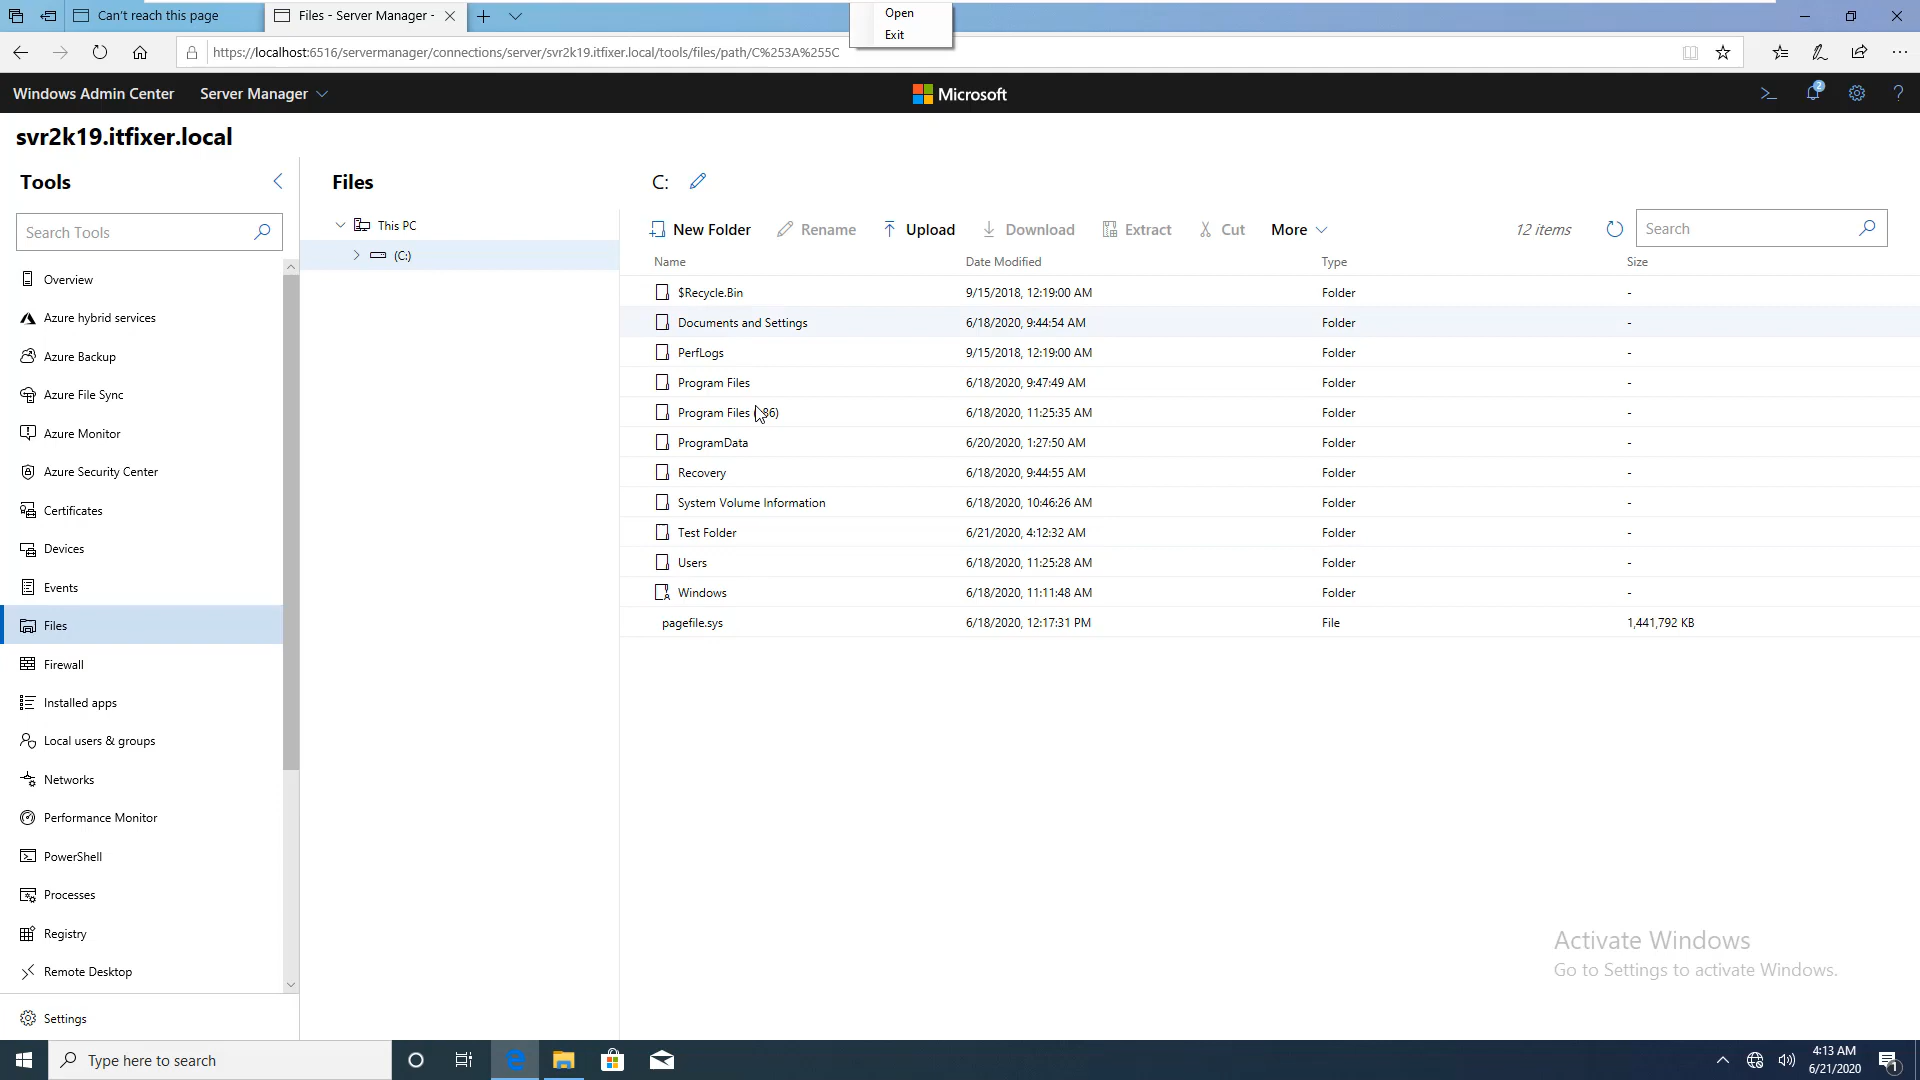 Can't reach this page
Files - Server Manager -
Open
Exit
https://localhost:6516/servermanager/connections/server/svr2k19.itfixer.local/tools/files/path/C%253A%255C
Windows Admin Center
Server Manager
Microsoft
2
?
svr2k19.itfixer.local
Tools
Search Tools
Overview
Azure hybrid services
Azure Backup
Azure File Sync
Azure Monitor
Azure Security Center
Certificates
Devices
Events
Files
Firewall
Installed apps
Local users & groups
Networks
Performance Monitor
PowerShell
Processes
Registry
Remote Desktop
Settings
Files
This PC
(C:)
C:
New Folder Rename Upload Download Extract Cut More 12 items Search
Name Date Modified Type Size
$Recycle.Bin 9/15/2018, 12:19:00 AM Folder -
Documents and Settings 6/18/2020, 9:44:54 AM Folder -
PerfLogs 9/15/2018, 12:19:00 AM Folder -
Program Files 6/18/2020, 9:47:49 AM Folder -
Program Files 6/18/2020, 11:25:35 AM Folder -
ProgramData 6/20/2020, 1:27:50 AM Folder -
Recovery 6/18/2020, 9:44:55 AM Folder -
System Volume Information 6/18/2020, 10:46:26 AM Folder -
Test Folder 6/21/2020, 4:12:32 AM Folder -
Users 6/18/2020, 11:25:28 AM Folder -
Windows 6/18/2020, 11:11:48 AM Folder -
pagefile.sys 6/18/2020, 12:17:31 PM File 1,441,792 KB
Activate Windows
Go to Settings to activate Windows.
Type here to search
4:13 AM
6/21/2020
1